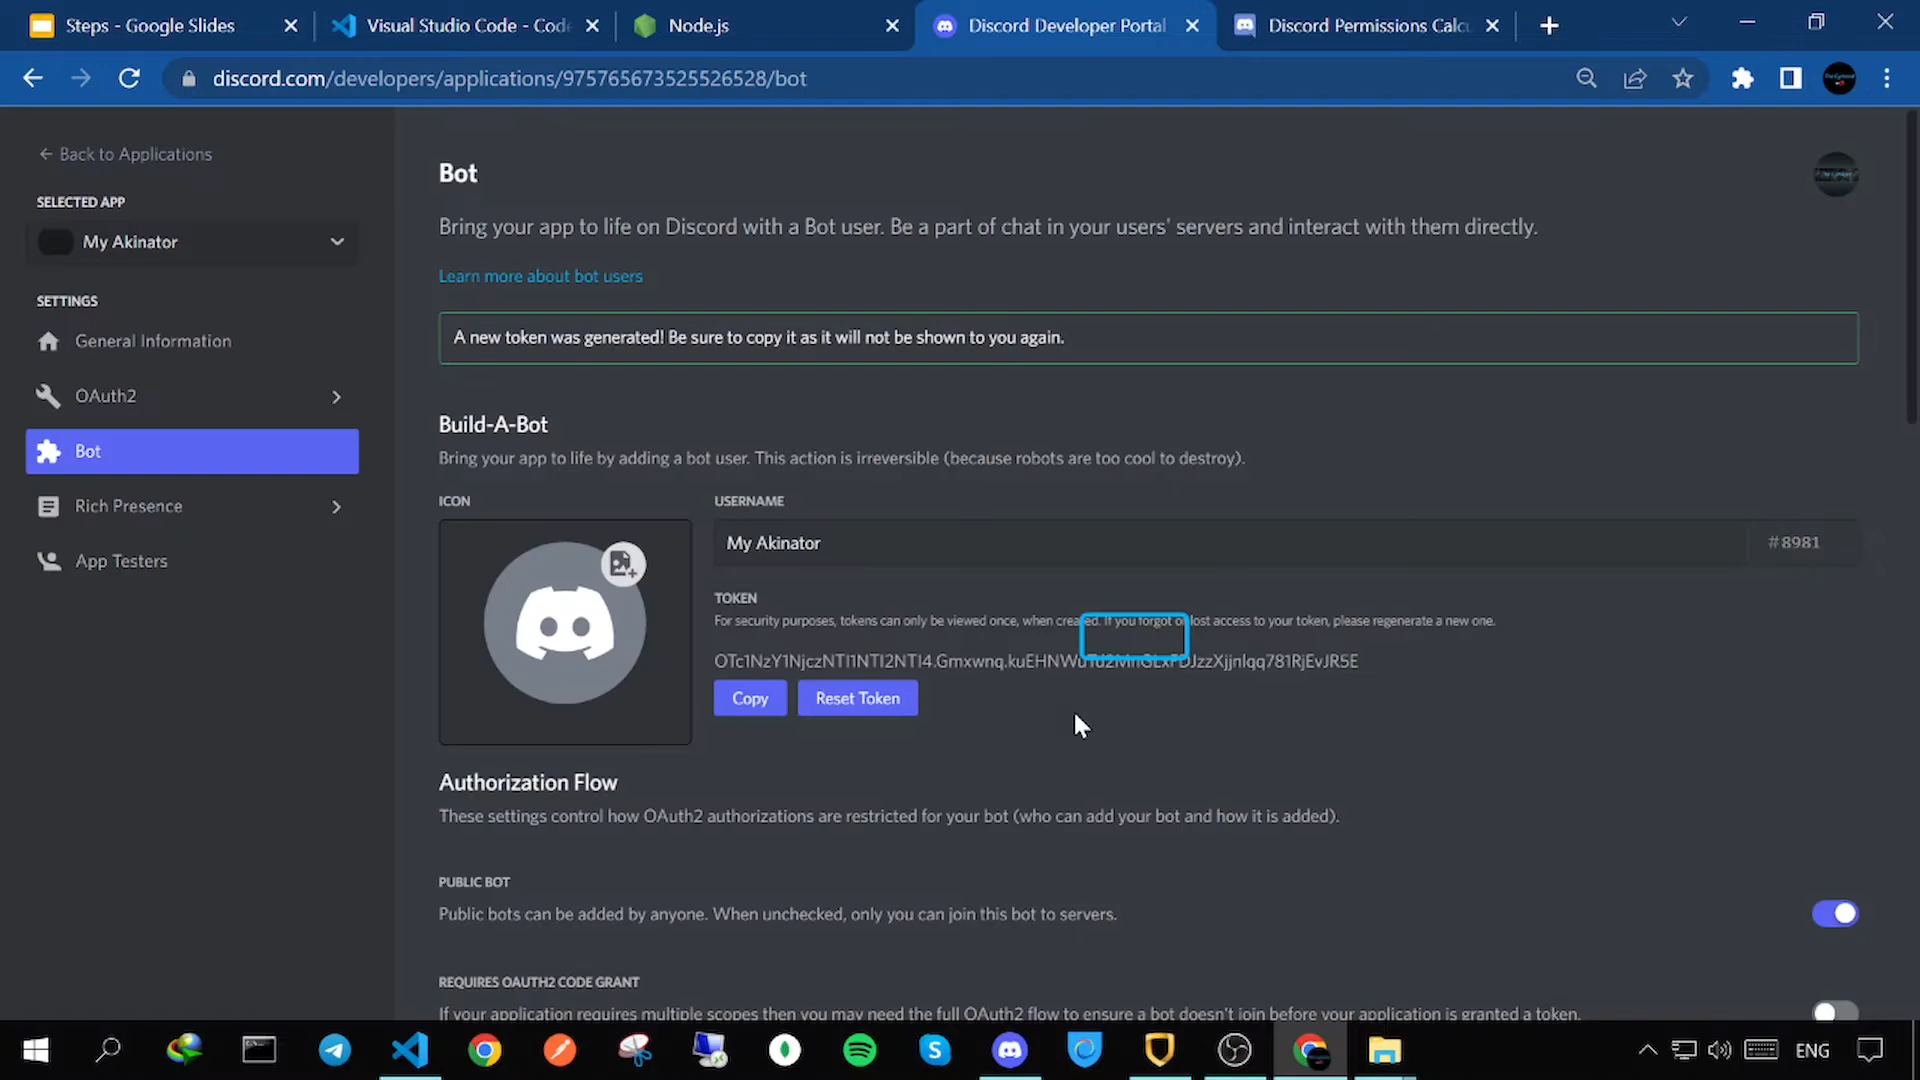 Steps - Google Slides
Visual Studio Code - Code
Node.js
Discord Developer Portal
Discord Permissions Calcu
discord.com/developers/applications/975765673525526528/bot
← Back to Applications
SELECTED APP
My Akinator
SETTINGS
General Information
OAuth2
Bot
Rich Presence
App Testers
Bot
Bring your app to life on Discord with a Bot user. Be a part of chat in your users' servers and interact with them directly.
Learn more about bot users
A new token was generated! Be sure to copy it as it will not be shown to you again.
Build-A-Bot
Bring your app to life by adding a bot user. This action is irreversible (because robots are too cool to destroy).
ICON
USERNAME
My Akinator
#8981
TOKEN
For security purposes, tokens can only be viewed once, when created. If you forgot or lost access to your token, please regenerate a new one.
Copy
Reset Token
Authorization Flow
These settings control how OAuth2 authorizations are restricted for your bot (who can add your bot and how it is added).
PUBLIC BOT
Public bots can be added by anyone. When unchecked, only you can join this bot to servers.
REQUIRES OAUTH2 CODE GRANT
If your application requires multiple scopes then you may need the full OAuth2 flow to ensure a bot doesn't join before your application is granted a token.
ENG